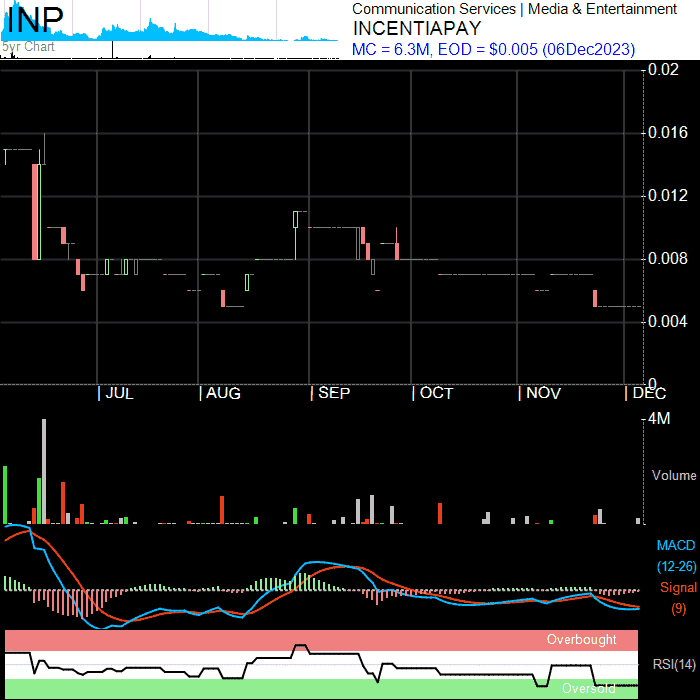 INP
5yr Chart
Communication Services | Media & Entertainment
INCENTIAPAY
MC = 6.3M, EOD = $0.005 (06Dec2023)
0.02
0.016
0.012
0.008
0.004
0
| JUL | AUG | SEP | OCT | NOV | DEC
4M
Volume
MACD
(12-26)
Signal
(9)
Overbought
RSI(14)
Oversold